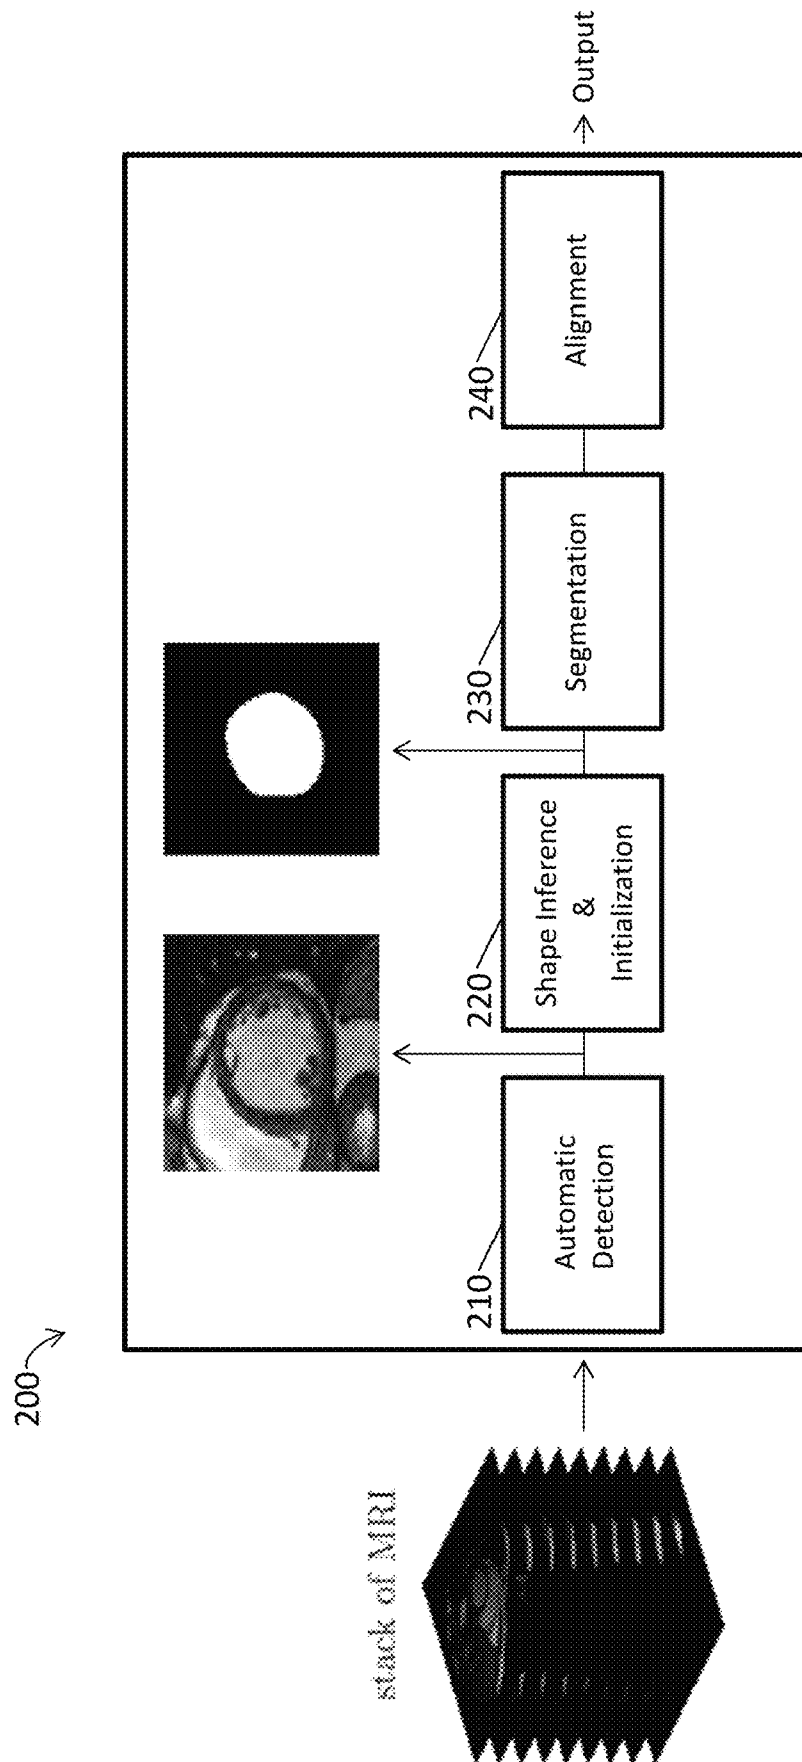 200
stack of MRI
210
Automatic
Detection
220
Shape Inference
&
Initialization
230
Segmentation
240
Alignment
Output